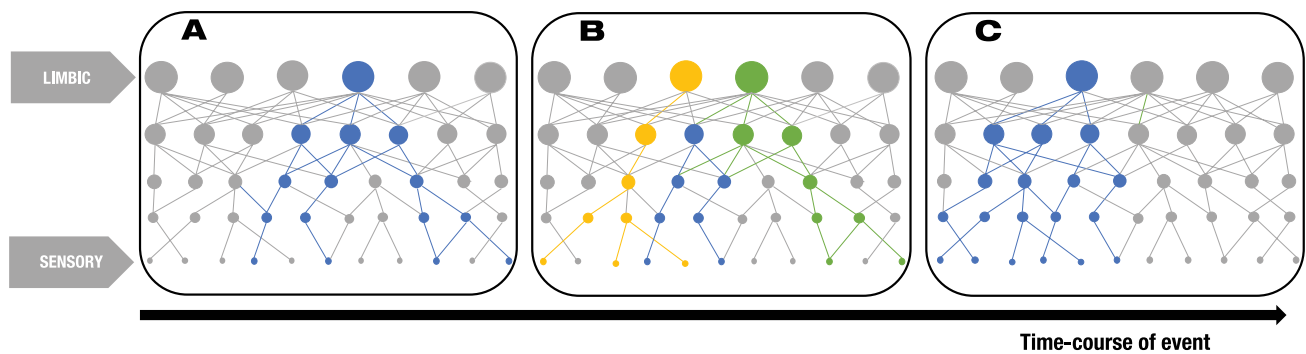 A
B
C
LIMBIC
SENSORY
Time-course of event